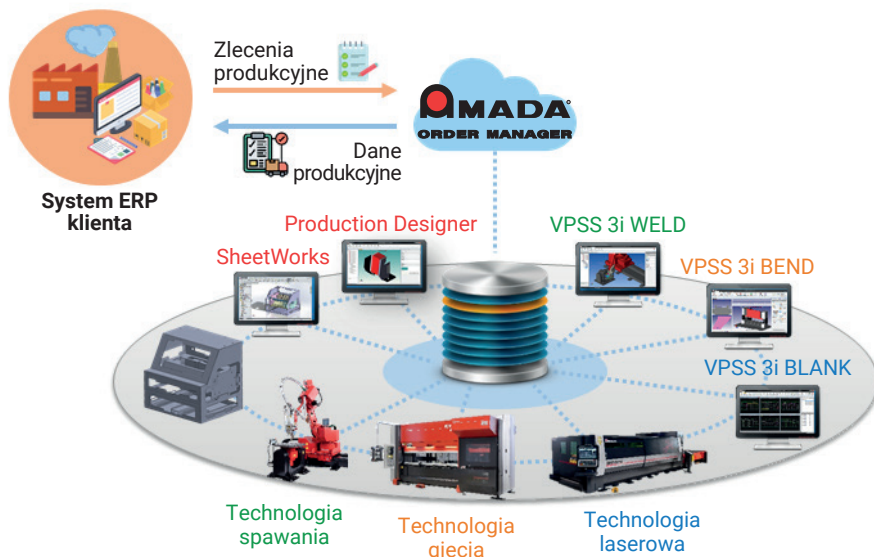 Zlecenia
produkcyjne
AMADA
ORDER MANAGER
Dane
produkcyjne
System ERP
klienta
Production Designer
SheetWorks
VPSS 3i WELD
VPSS 3i BEND
VPSS 3i BLANK
Technologia
spawania
Technologia
gięcia
Technologia
laserowa